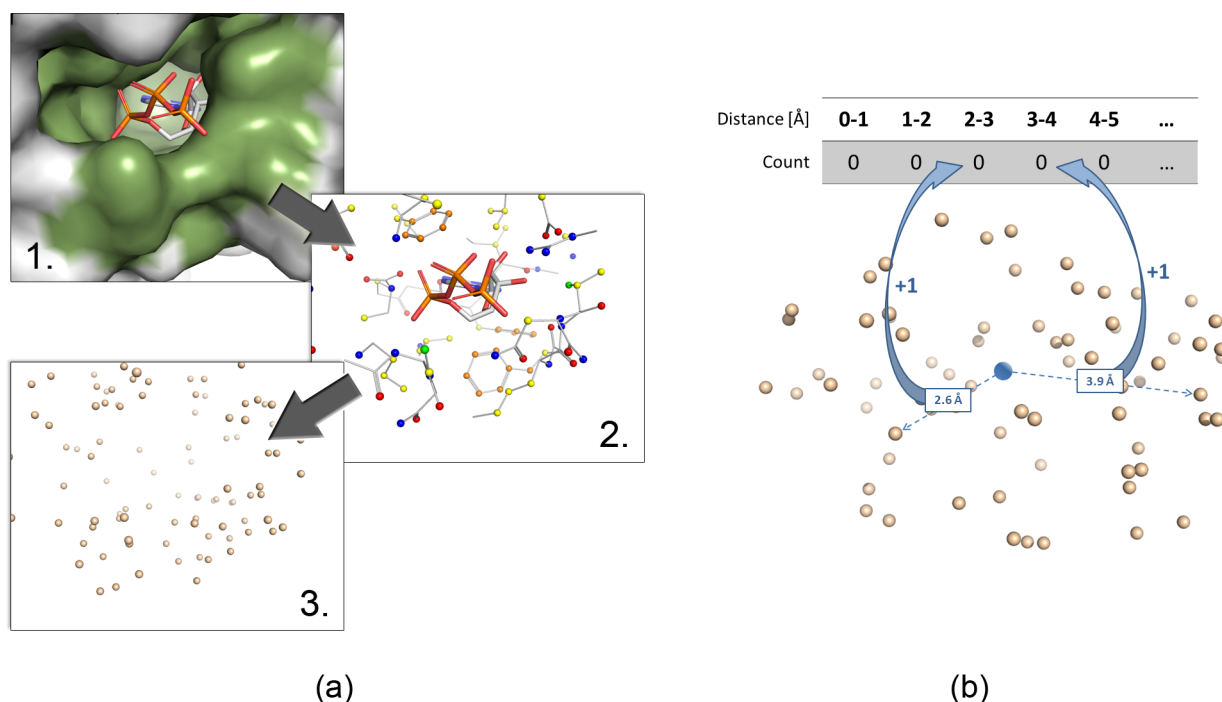 1.
2.
3.
(a)
Distance [Å] 0-1 1-2 2-3 3-4 4-5 ...
Count 0 0 0 0 0 ...
+1
+1
2.6 Å
3.9 Å
(b)